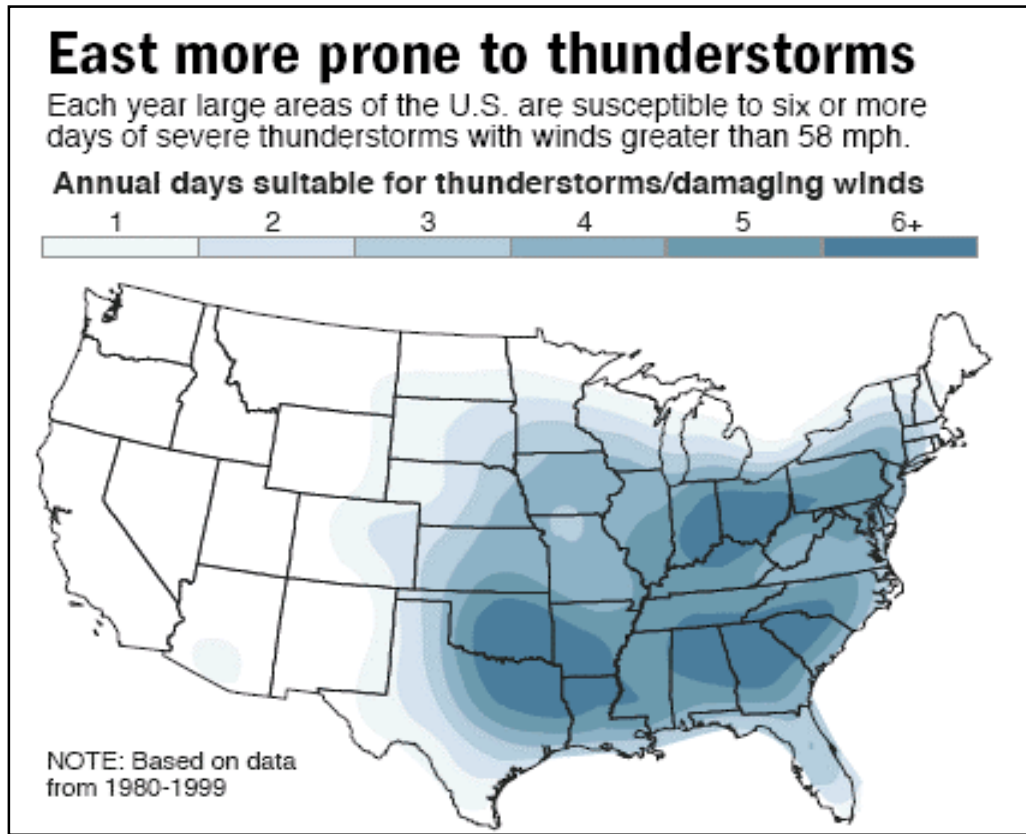 East more prone to thunderstorms
Each year large areas of the U.S. are susceptible to six or more
days of severe thunderstorms with winds greater than 58 mph.
Annual days suitable for thunderstorms/damaging winds
1 2 3 4 5 6+
NOTE: Based on data
from 1980-1999